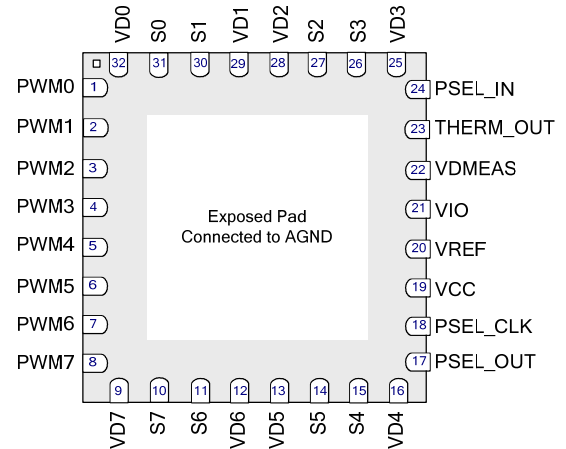 VD0 S0 S1 VD1 VD2 S2 S3 VD3
32 31 30 29 28 27 26 25
PWM0 1 24 PSEL_IN
PWM1 2 23 THERM_OUT
PWM2 3 22 VDMEAS
PWM3 4 21 VIO
Exposed Pad
Connected to AGND
PWM4 5 20 VREF
PWM5 6 19 VCC
PWM6 7 18 PSEL_CLK
PWM7 8 17 PSEL_OUT
9 10 11 12 13 14 15 16
VD7 S7 S6 VD6 VD5 S5 S4 VD4